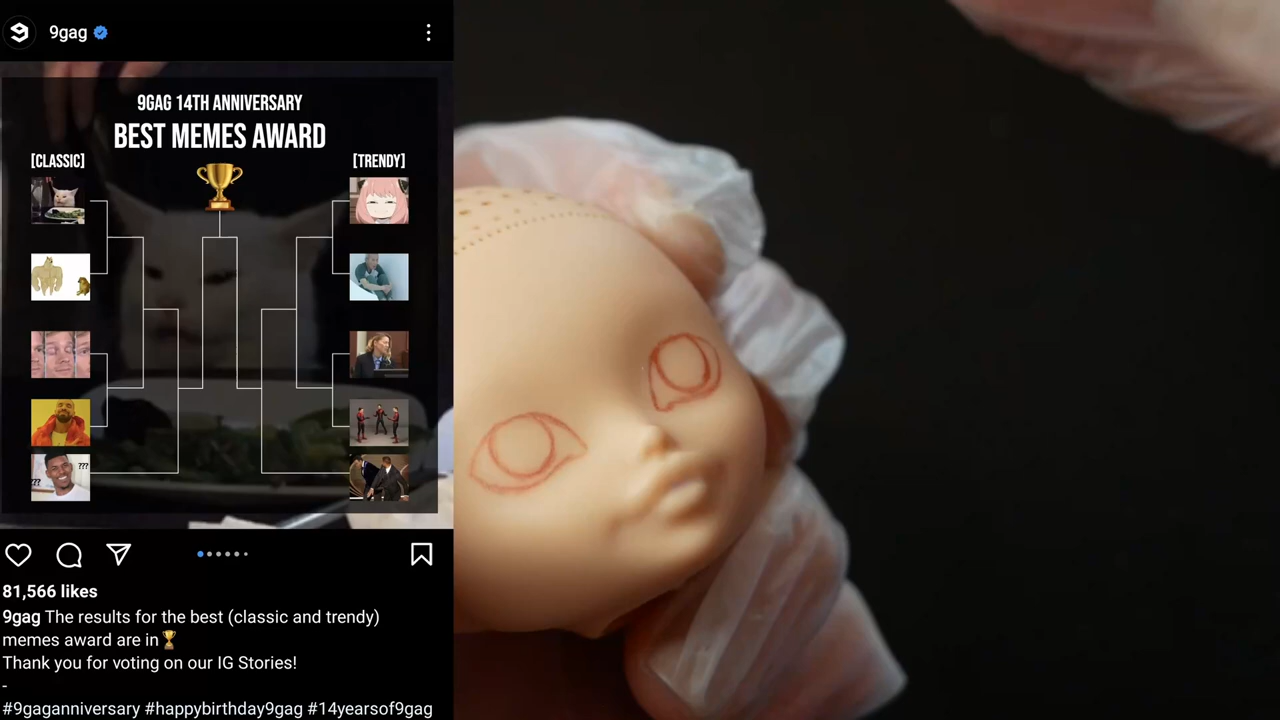 9gag
9GAG 14TH ANNIVERSARY
BEST MEMES AWARD
[CLASSIC]
[TRENDY]
???
???
81,566 likes
9gag The results for the best (classic and trendy)
memes award are in🏆
Thank you for voting on our IG Stories!
-
#9gaganniversary #happybirthday9gag #14yearsof9gag